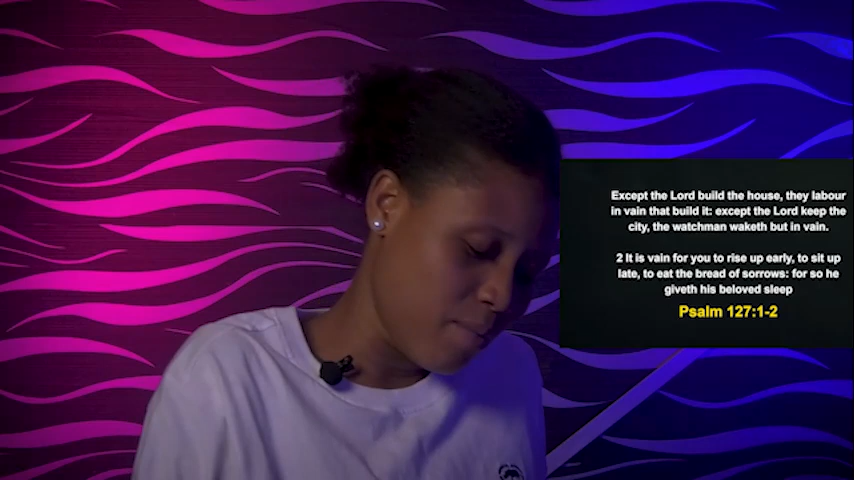 Except the Lord build the house, they labour
in vain that build it: except the Lord keep the
city, the watchman waketh but in vain.
2 It is vain for you to rise up early, to sit up
late, to eat the bread of sorrows: for so he
giveth his beloved sleep
Psalm 127:1-2